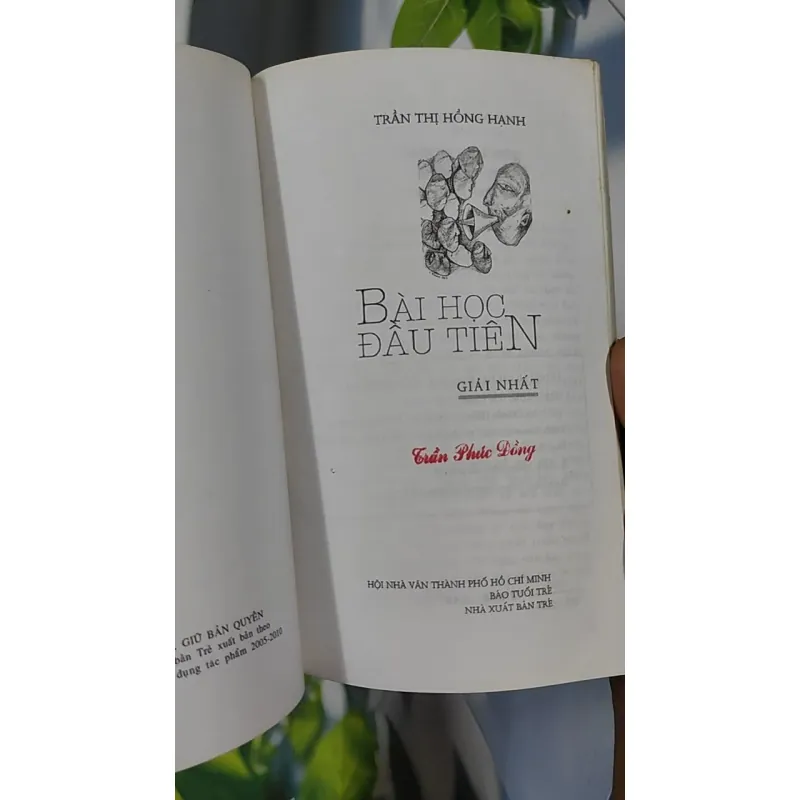 GIỮ BẢN QUYỀN
bản Trẻ xuất bản theo
dụng tác phẩm 2005-2010
TRẦN THỊ HỒNG HẠNH
BÀI HỌC
ĐẦU TIÊN
GIẢI NHẤT
Trần Phúc Đồng
HỘI NHÀ VĂN THÀNH PHỐ HỒ CHÍ MINH
BÁO TUỔI TRẺ
NHÀ XUẤT BẢN TRẺ